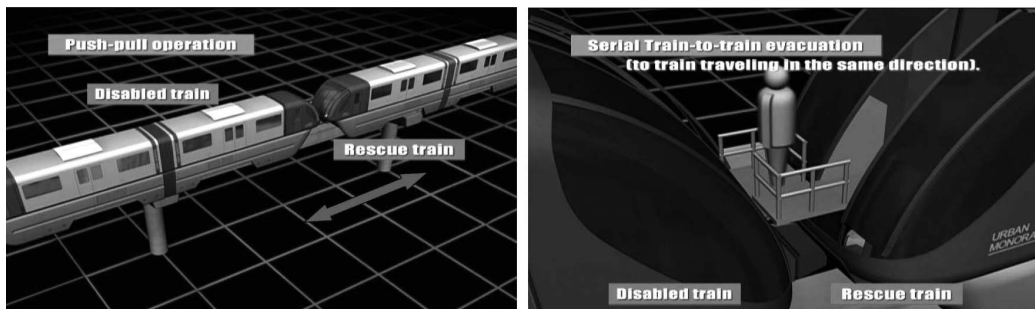 Push-pull operation
Disabled train
Rescue train
Serial Train-to-train evacuation
(to train traveling in the same direction).
URBAN
MONORA
Disabled train
Rescue train